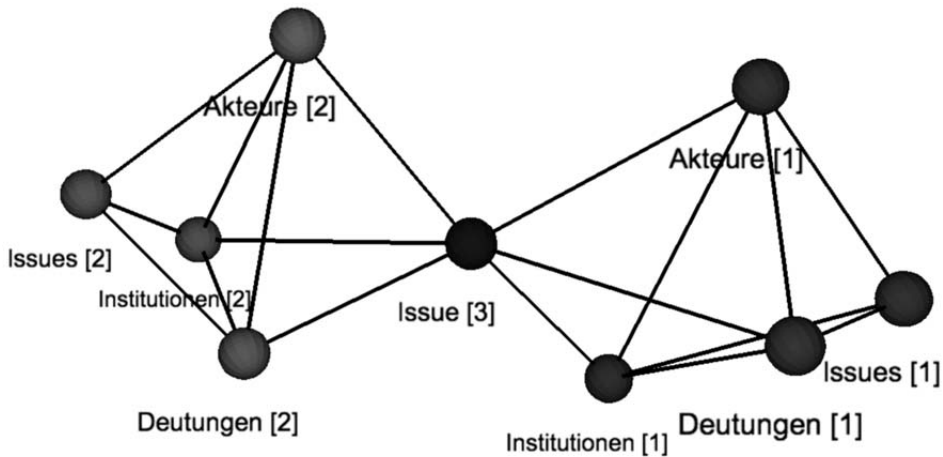 Akteure [2]
Akteure [1]
Issues [2]
Institutionen [2]
Issue [3]
Issues [1]
Deutungen [2]
Institutionen [1]
Deutungen [1]